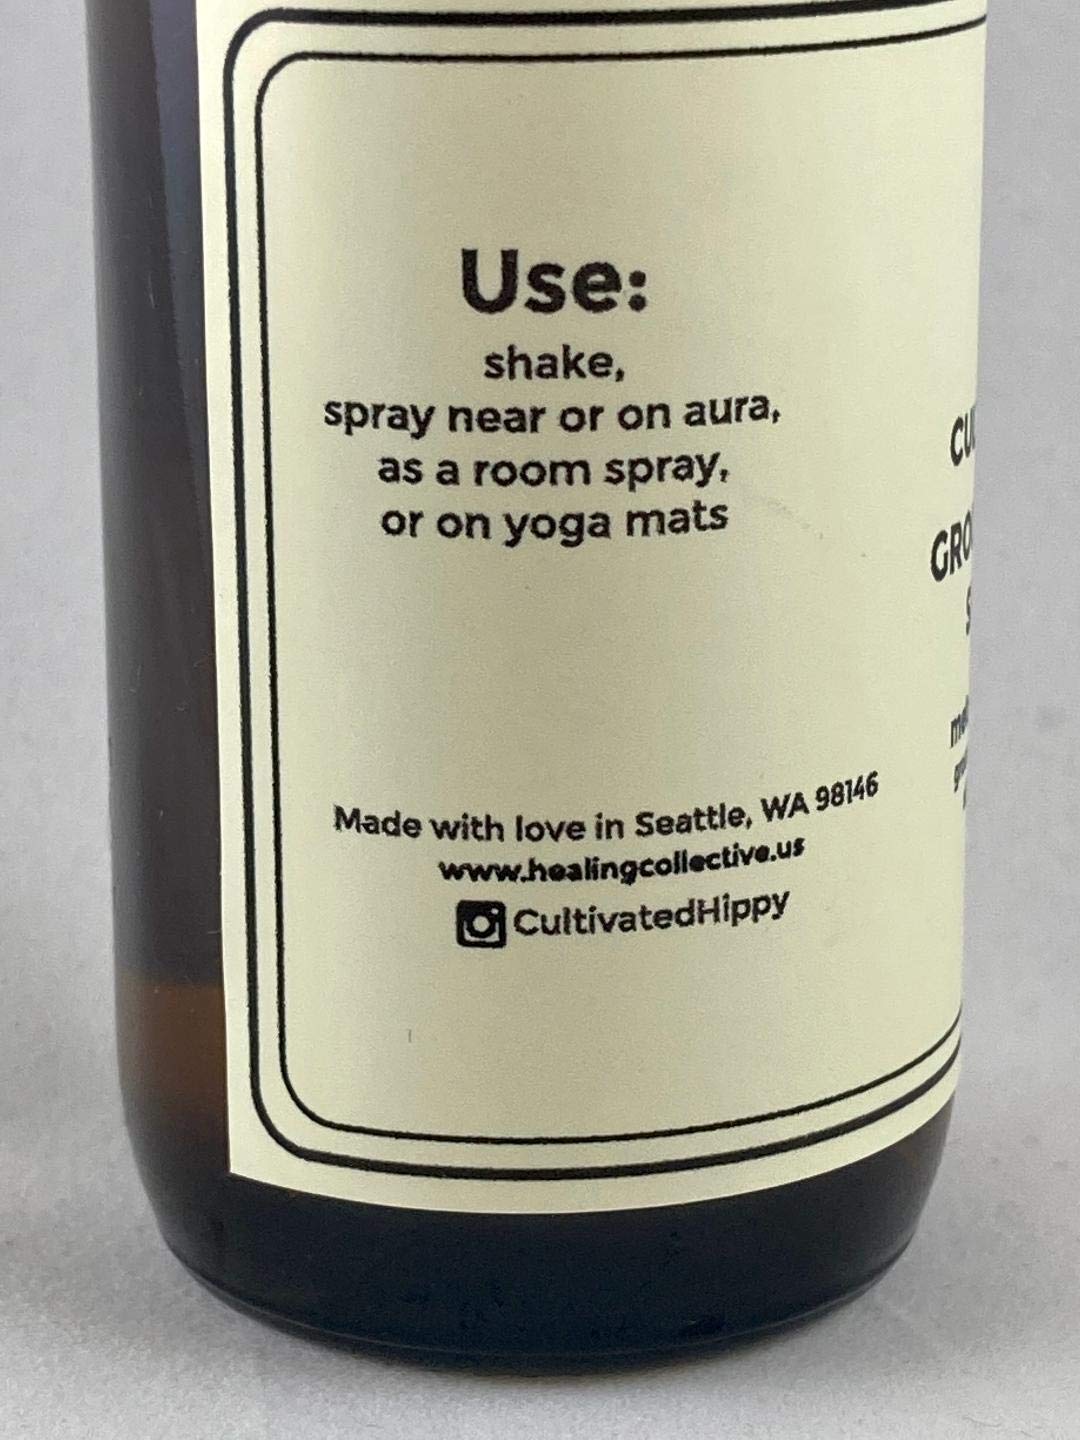 Use:
shake,
spray near or on aura,
as a room spray,
or on yoga mats
Made with love in Seattle, WA 98146
www.healingcollective.us
CultivatedHippy